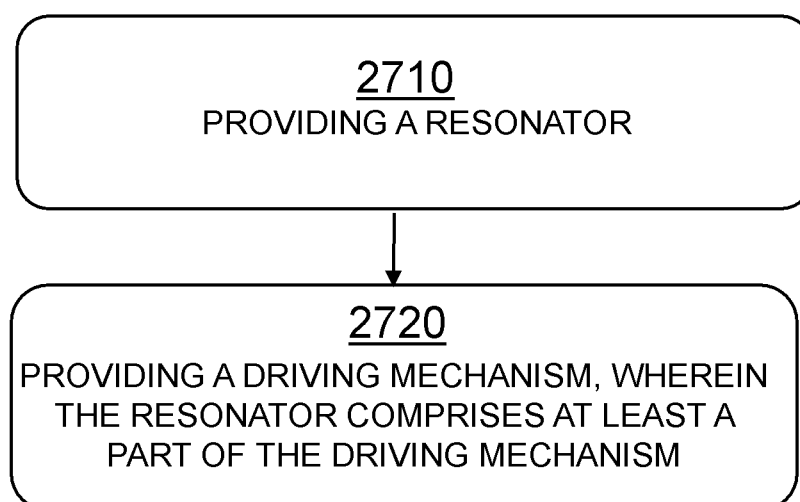 2710
PROVIDING A RESONATOR
2720
PROVIDING A DRIVING MECHANISM, WHEREIN
THE RESONATOR COMPRISES AT LEAST A
PART OF THE DRIVING MECHANISM